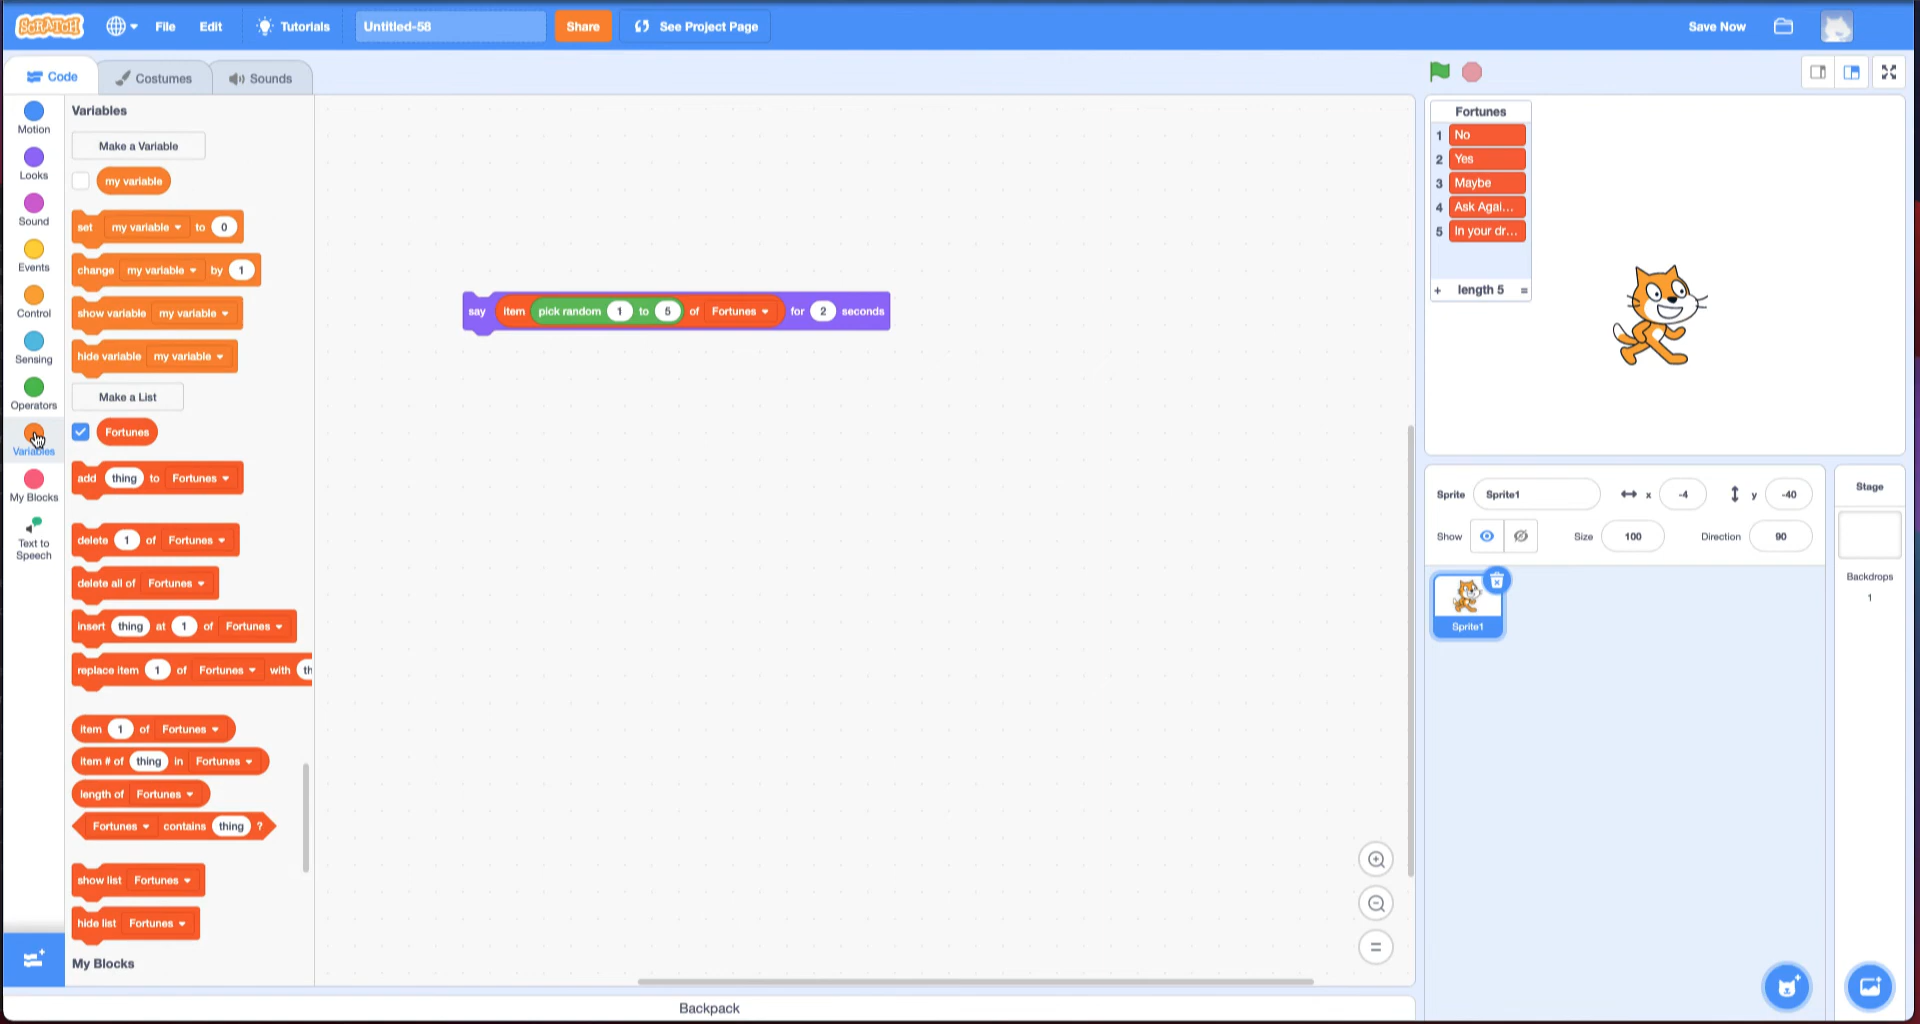 SCRATCH File Edit Tutorials Untitled-58 Share See Project Page Save Now
Code Costumes Sounds
Motion
Looks
Sound
Events
Control
Sensing
Operators
Variables
My Blocks
Text to
Speech
Variables
Make a Variable
my variable
set my variable to 0
change my variable by 1
show variable my variable
hide variable my variable
Make a List
Fortunes
add thing to Fortunes
delete 1 of Fortunes
delete all of Fortunes
insert thing at 1 of Fortunes
replace item 1 of Fortunes with th
item 1 of Fortunes
item # of thing in Fortunes
length of Fortunes
Fortunes contains thing ?
show list Fortunes
hide list Fortunes
My Blocks
say item pick random 1 to 5 of Fortunes for 2 seconds
Backpack
Fortunes
1 No
2 Yes
3 Maybe
4 Ask Agai...
5 In your dr...
+ length 5 =
Sprite Sprite1 x -4 y -40
Show Size 100 Direction 90
Sprite1
Stage
Backdrops
1